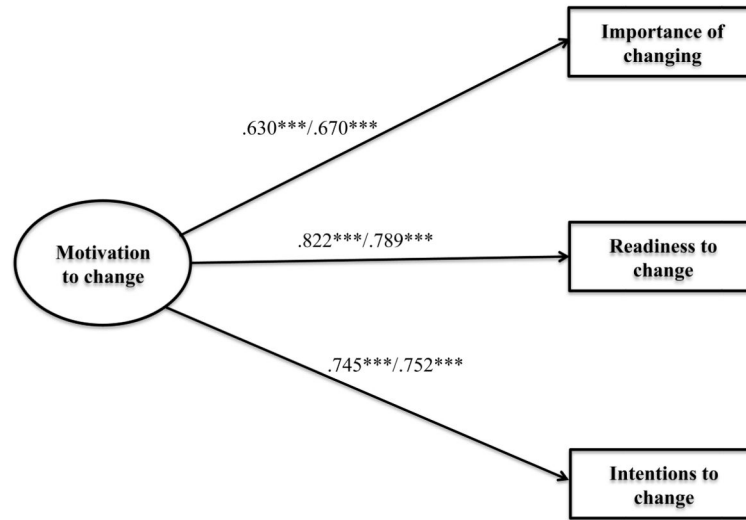 Importance of
changing
.630***/.670***
.822***/.789***
Readiness to
change
Motivation
to change
.745***/.752***
Intentions to
change